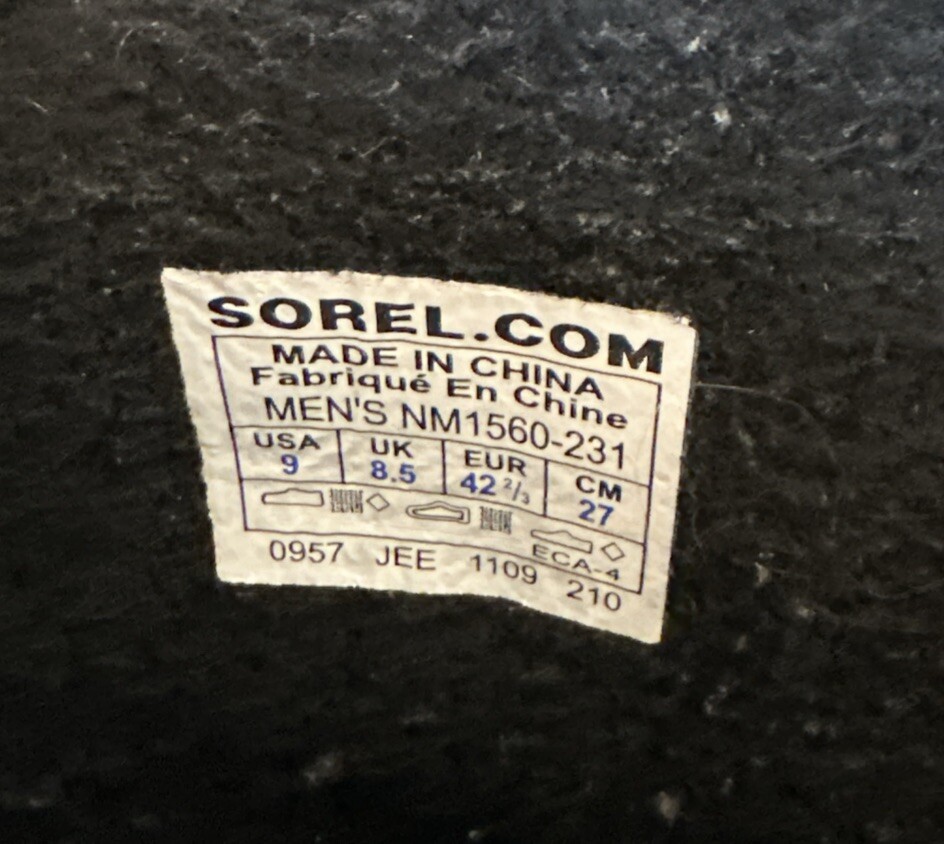 SOREL.COM
MADE IN CHINA
Fabriqué En Chine
MEN'S NM1560-231
USA UK EUR CM
9 8.5 42 2/3 27
ECA-4
0957 JEE 1109 210